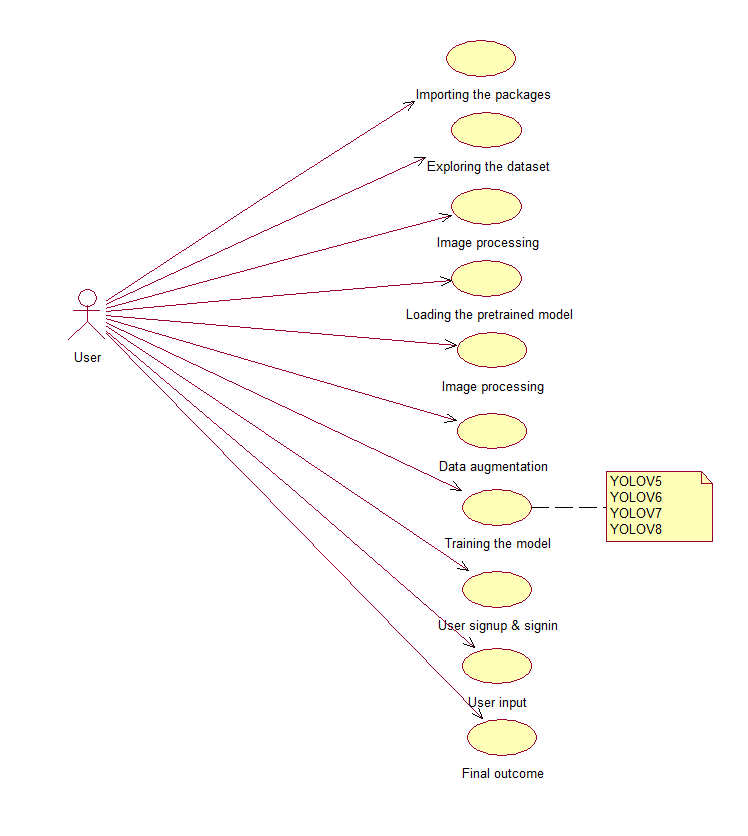 Importing the packages
Exploring the dataset
Image processing
Loading the pretrained model
User
Image processing
Data augmentation
YOLOV5
YOLOV6
YOLOV7
YOLOV8
Training the model
User signup & signin
User input
Final outcome